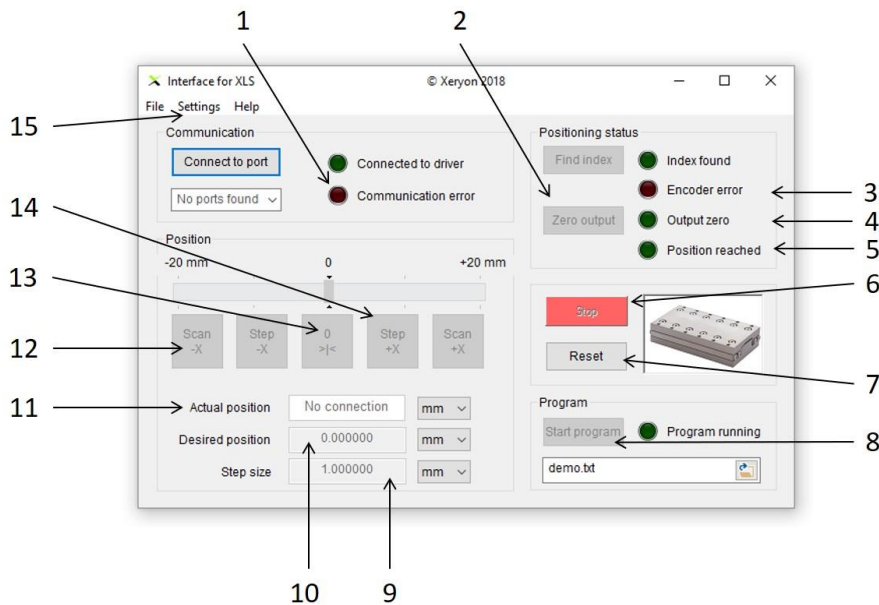 1
2
Interface for XLS © Xeryon 2018
File Settings Help
15
Communication
Positioning status
Connect to port
Connected to driver
Find index
Index found
No ports found
Communication error
Encoder error
3
14
Zero output
Output zero
4
Position reached
5
Position
-20 mm 0 +20 mm
13
6
Stop
12
Scan
-X
Step
-X
0
>|<
Step
+X
Scan
+X
Reset
7
11
Actual position No connection mm
Program
Desired position 0.000000 mm
Start program
Program running
8
Step size 1.000000 mm
demo.txt
10
9